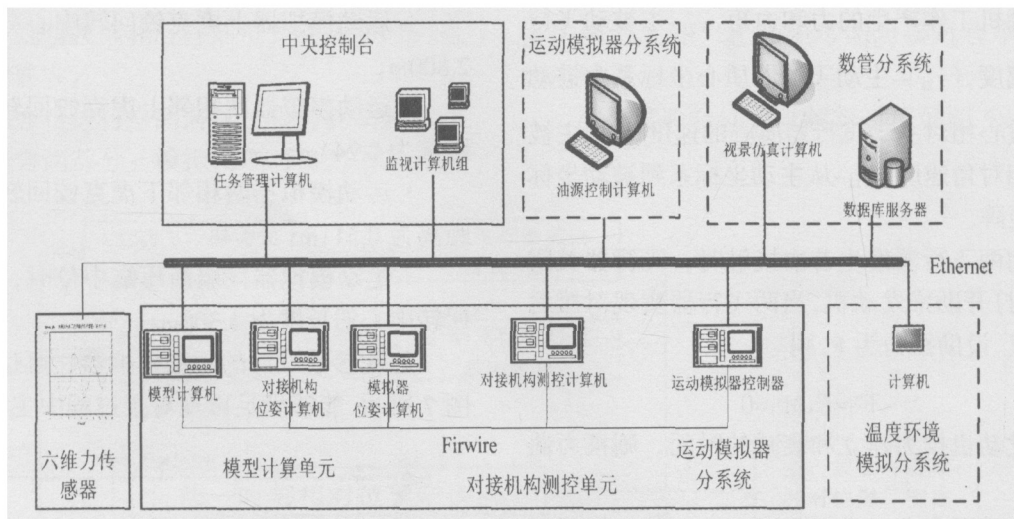 中央控制台
任务管理计算机
监视计算机组
运动模拟器分系统
油源控制计算机
数管分系统
视景仿真计算机
数据库服务器
Ethernet
模型计算机
对接机构
位姿计算机
模拟器
位姿计算机
对接机构测控计算机
运动模拟器控制器
计算机
六维力传
感器
模型计算单元
Firwire
对接机构测控单元
运动模拟器
分系统
温度环境
模拟分系统